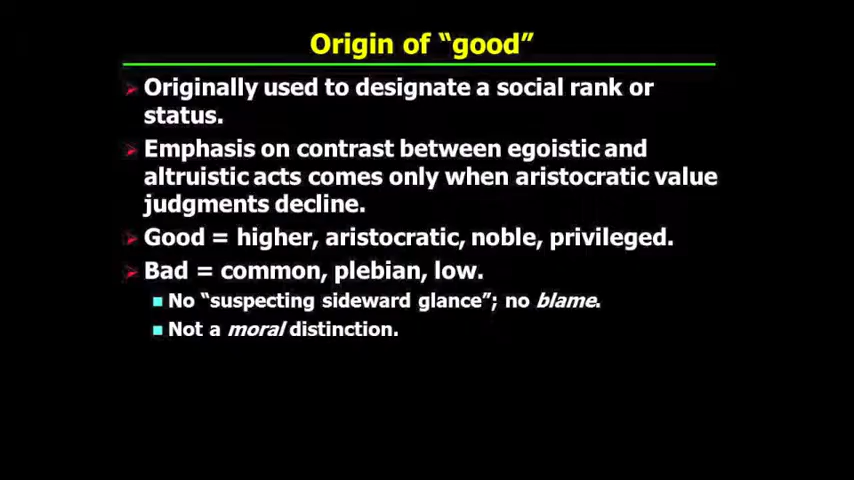 Origin of “good”
Originally used to designate a social rank or
status.
Emphasis on contrast between egoistic and
altruistic acts comes only when aristocratic value
judgments decline.
Good = higher, aristocratic, noble, privileged.
Bad = common, plebian, low.
No “suspecting sideward glance”; no blame.
Not a moral distinction.